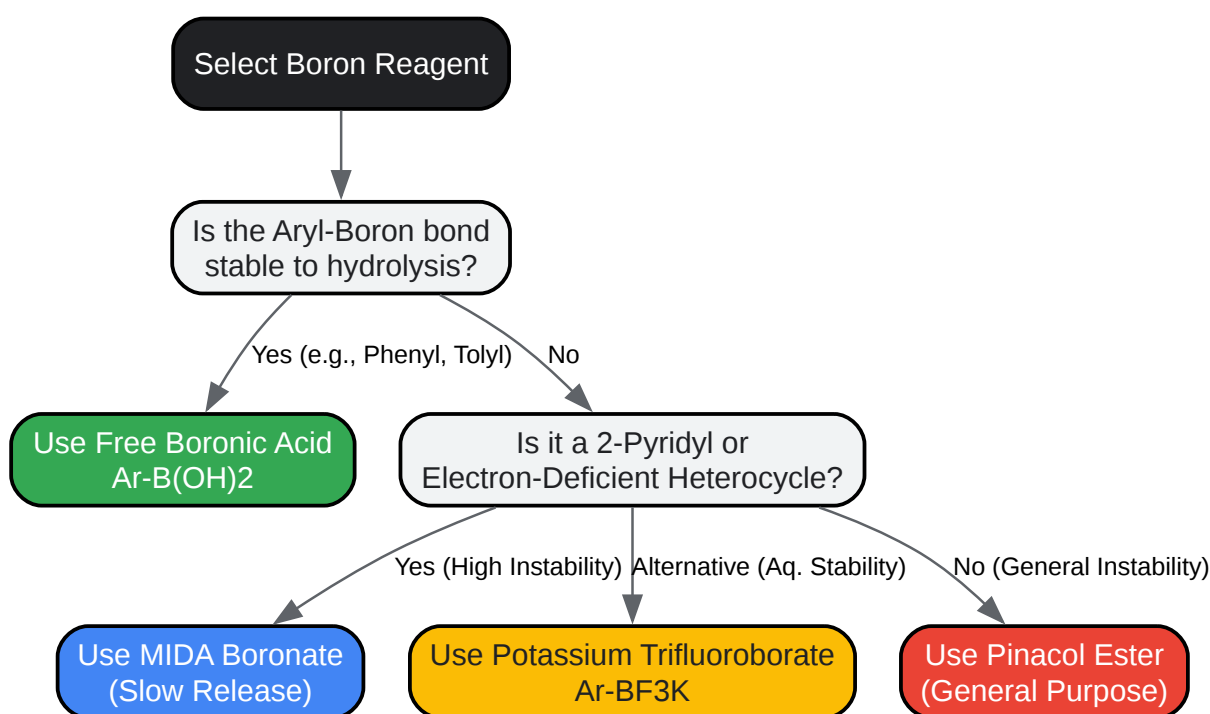 Select Boron Reagent
Is the Aryl-Boron bond
stable to hydrolysis?
Yes (e.g., Phenyl, Tolyl)
No
Use Free Boronic Acid
Ar-B(OH)2
Is it a 2-Pyridyl or
Electron-Deficient Heterocycle?
Yes (High Instability)
Alternative (Aq. Stability)
No (General Instability)
Use MIDA Boronate
(Slow Release)
Use Potassium Trifluoroborate
Ar-BF3K
Use Pinacol Ester
(General Purpose)